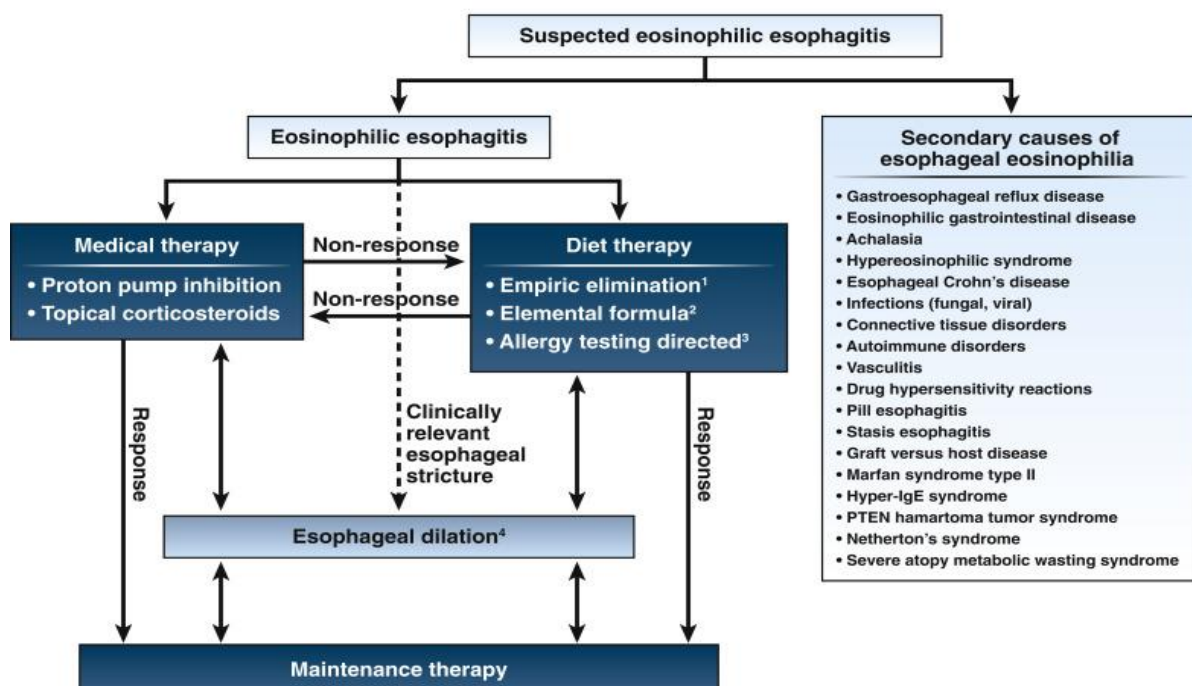 Suspected eosinophilic esophagitis
Eosinophilic esophagitis
Secondary causes of
esophageal eosinophilia
• Gastroesophageal reflux disease
• Eosinophilic gastrointestinal disease
• Achalasia
• Hypereosinophilic syndrome
• Esophageal Crohn's disease
• Infections (fungal, viral)
• Connective tissue disorders
• Autoimmune disorders
• Vasculitis
• Drug hypersensitivity reactions
• Pill esophagitis
• Stasis esophagitis
• Graft versus host disease
• Marfan syndrome type II
• Hyper-IgE syndrome
• PTEN hamartoma tumor syndrome
• Netherton's syndrome
• Severe atopy metabolic wasting syndrome
Medical therapy
• Proton pump inhibition
• Topical corticosteroids
Non-response
Non-response
Diet therapy
• Empiric elimination¹
• Elemental formula²
• Allergy testing directed³
Response
Clinically
relevant
esophageal
stricture
Response
Esophageal dilation⁴
Maintenance therapy